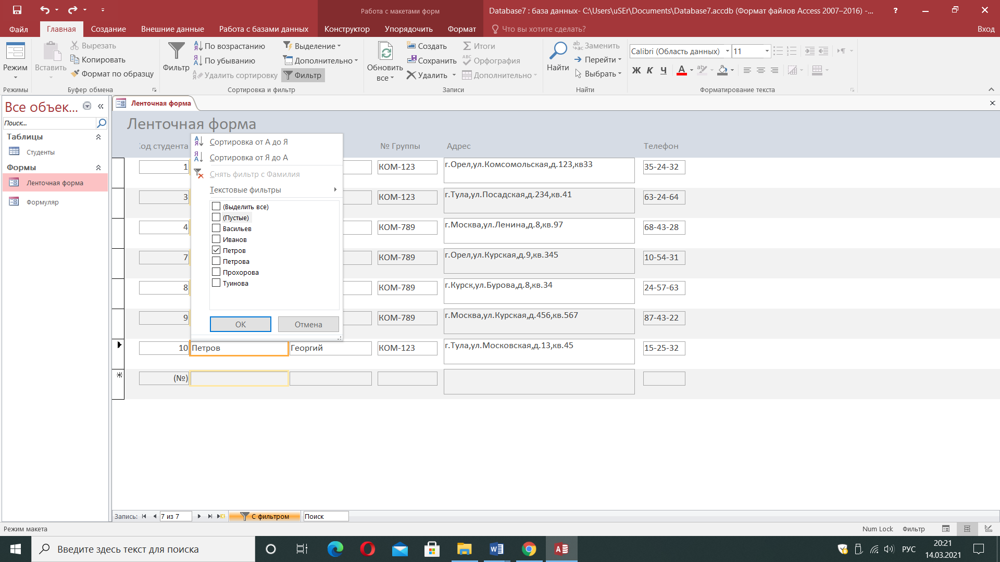 Работа с макетами форм
Database7 : база данных- C:\Users\uSEr\Documents\Database7.accdb (Формат файлов Access 2007–2016) -...
?
Файл
Главная
Создание
Внешние данные
Работа с базами данных
Конструктор
Упорядочить
Формат
Что вы хотите сделать?
Вход
Режим
Режимы
Вставить
Вырезать
Копировать
Формат по образцу
Буфер обмена
Фильтр
По возрастанию
По убыванию
Удалить сортировку
Выделение
Дополнительно
Фильтр
Сортировка и фильтр
Обновить
все
Создать
Сохранить
Удалить
Итоги
Орфография
Дополнительно
Записи
Найти
Заменить
Перейти
Выбрать
Найти
Calibri (Область данных)
11
Ж К Ч
А
Форматирование текста
Все объек...
Поиск...
Таблицы
Студенты
Формы
Ленточная форма
Формуляр
Ленточная форма
Ленточная форма
Код студента
№ Группы
Адрес
Телефон
1
КОМ-123
г.Орел,ул.Комсомольская,д.123,кв33
35-24-32
3
КОМ-123
г.Тула,ул.Посадская,д.234,кв.41
63-24-64
4
КОМ-789
г.Москва,ул.Ленина,д.8,кв.97
68-43-28
7
КОМ-789
г.Орел,ул.Курская,д.9,кв.345
10-54-31
8
КОМ-789
г.Курск,ул.Бурова,д.8,кв.34
24-57-63
9
КОМ-789
г.Москва,ул.Курская,д.456,кв.567
87-43-22
10
Петров
Георгий
КОМ-123
г.Тула,ул.Московская,д.13,кв.45
15-25-32
(№)
Сортировка от А до Я
Сортировка от Я до А
Снять фильтр с Фамилия
Текстовые фильтры
(Выделить все)
(Пустые)
Васильев
Иванов
Петров
Петрова
Прохорова
Туинова
ОК
Отмена
Запись:
7 из 7
С фильтром
Поиск
Режим макета
Num Lock
Фильтр
Введите здесь текст для поиска
РУС
20:21
14.03.2021